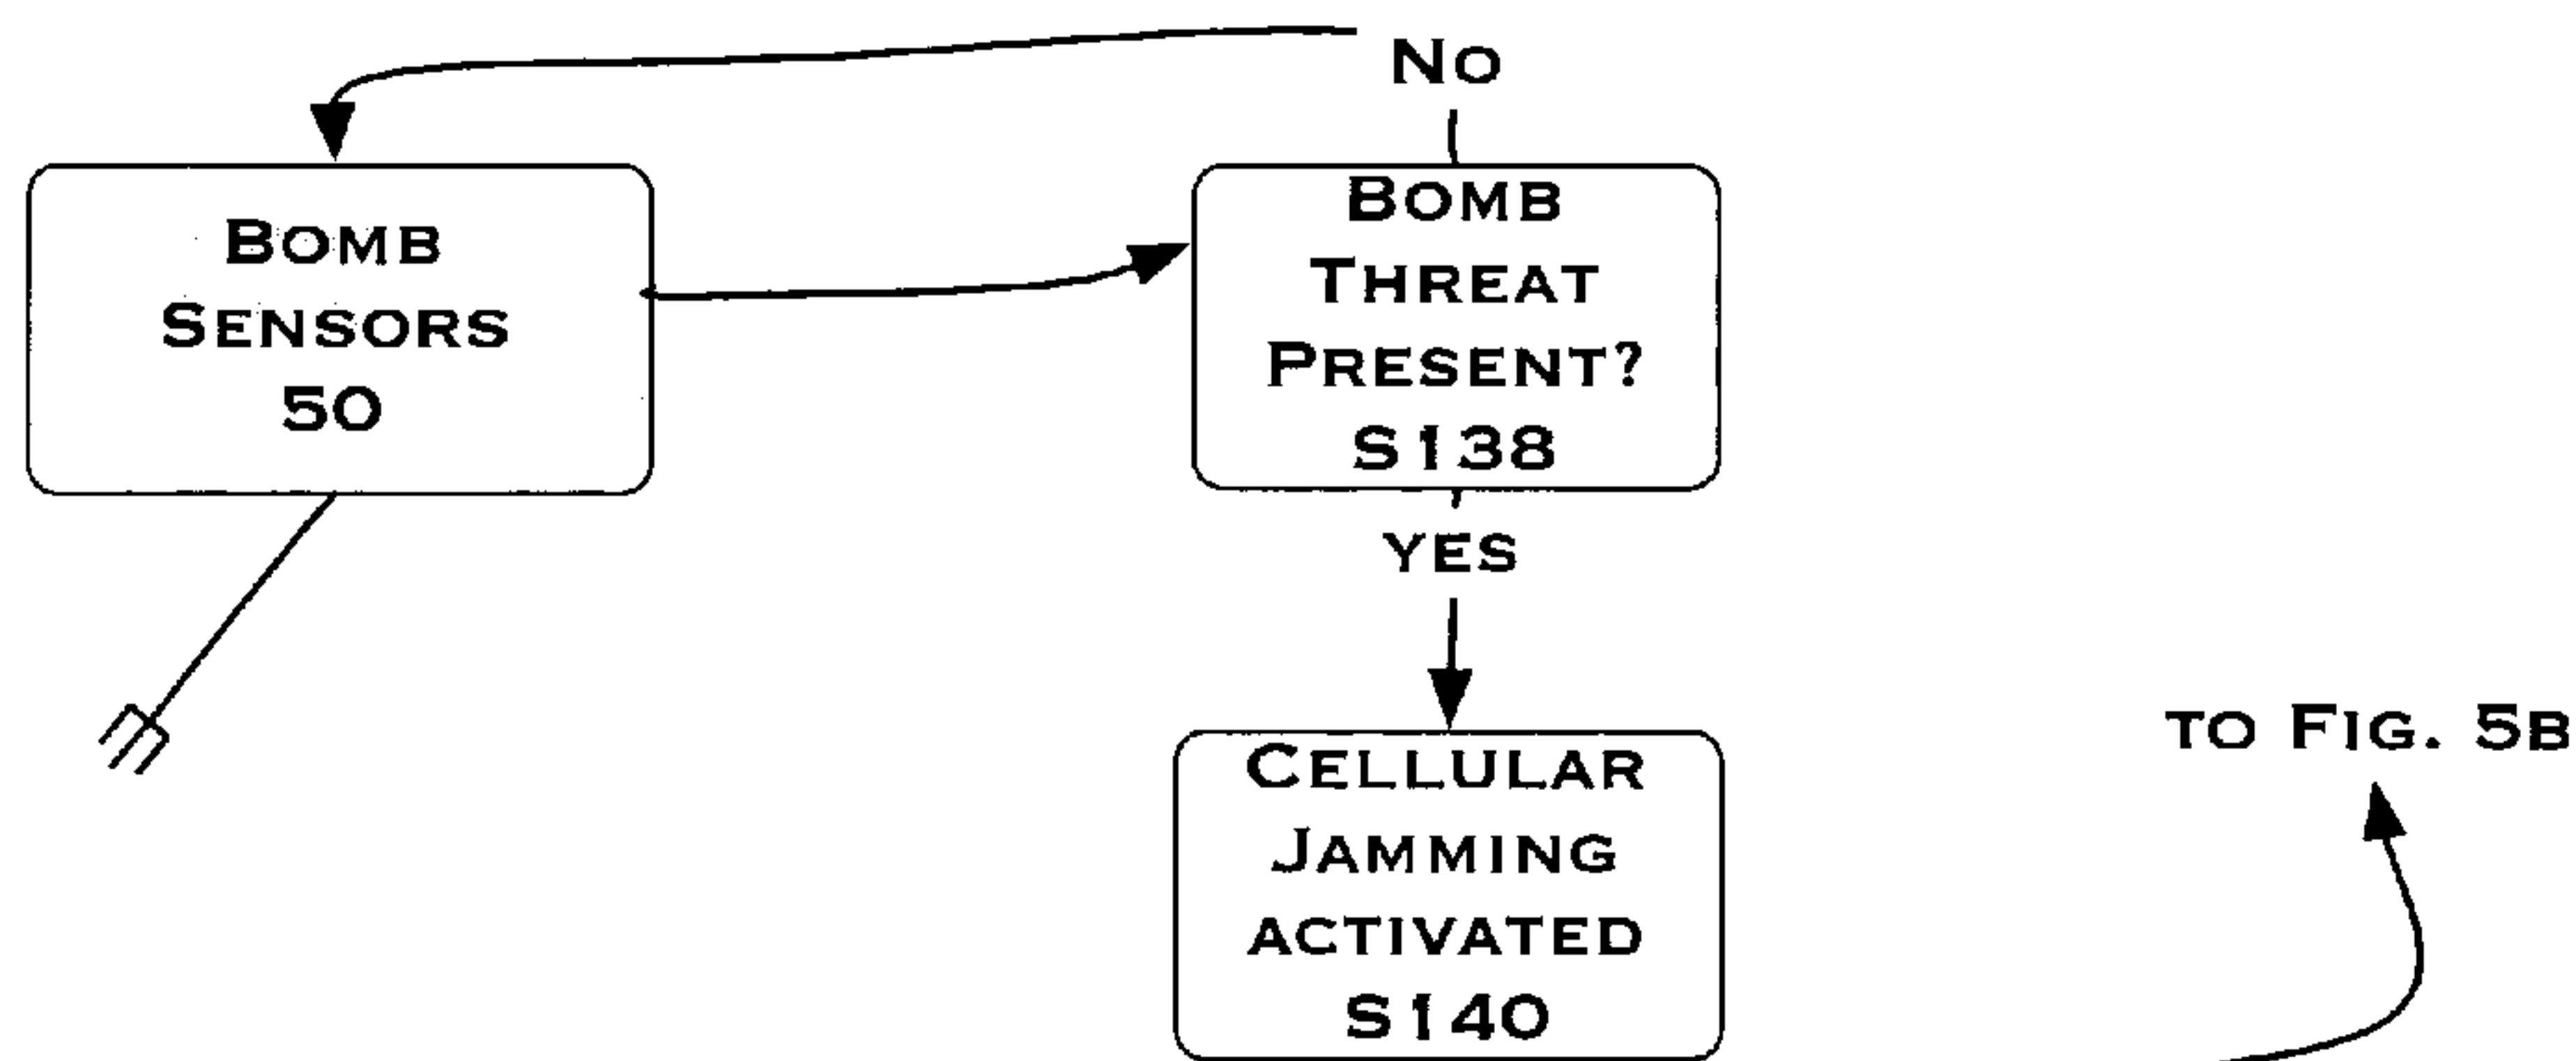 No
BOMB
SENSORS
50
BOMB
THREAT
PRESENT?
S138
YES
CELLULAR
JAMMING
ACTIVATED
S140
TO FIG. 5B